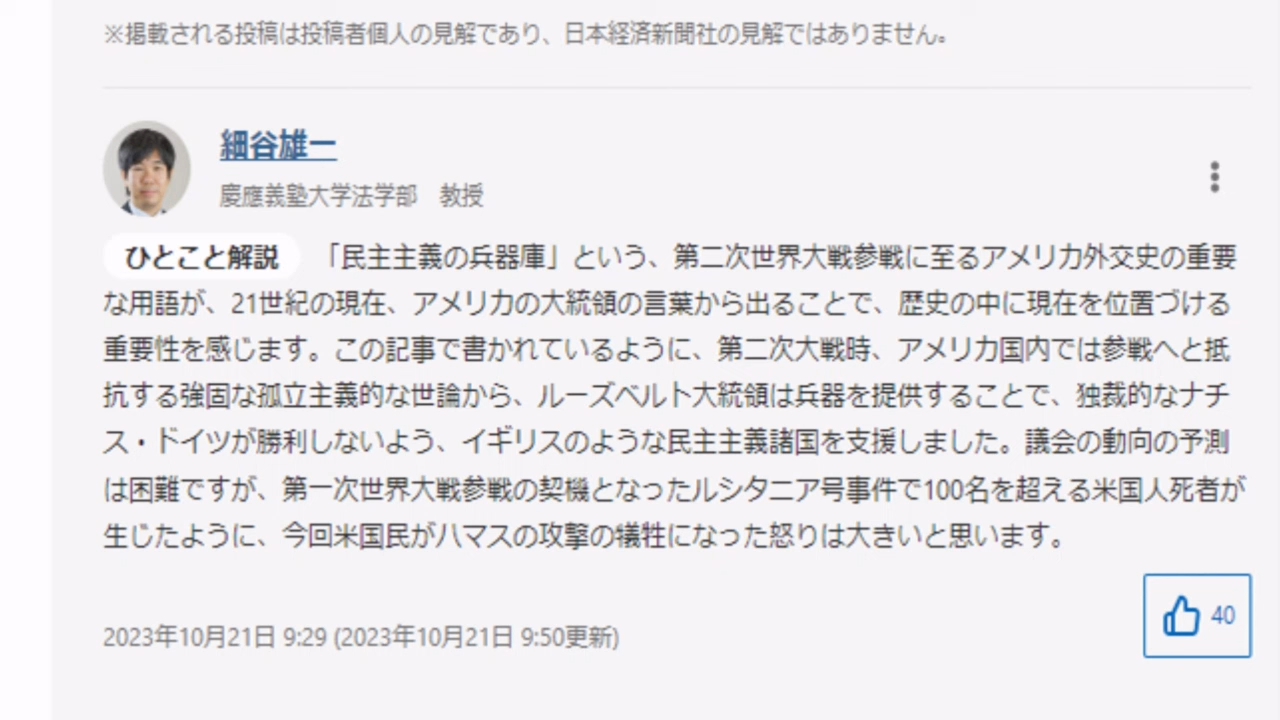 ※掲載される投稿は投稿者個人の見解であり、日本経済新聞社の見解ではありません。
細谷雄一
慶應義塾大学法学部　教授
ひとこと解説 「民主主義の兵器庫」という、第二次世界大戦参戦に至るアメリカ外交史の重要
な用語が、21世紀の現在、アメリカの大統領の言葉から出ることで、歴史の中に現在を位置づける
重要性を感じます。この記事で書かれているように、第二次大戦時、アメリカ国内では参戦へと抵
抗する強固な孤立主義的な世論から、ルーズベルト大統領は兵器を提供することで、独裁的なナチ
ス・ドイツが勝利しないよう、イギリスのような民主主義諸国を支援しました。議会の動向の予測
は困難ですが、第一次世界大戦参戦の契機となったルシタニア号事件で100名を超える米国人死者が
生じたように、今回米国民がハマスの攻撃の犠牲になった怒りは大きいと思います。
40
2023年10月21日 9:29 (2023年10月21日 9:50更新)